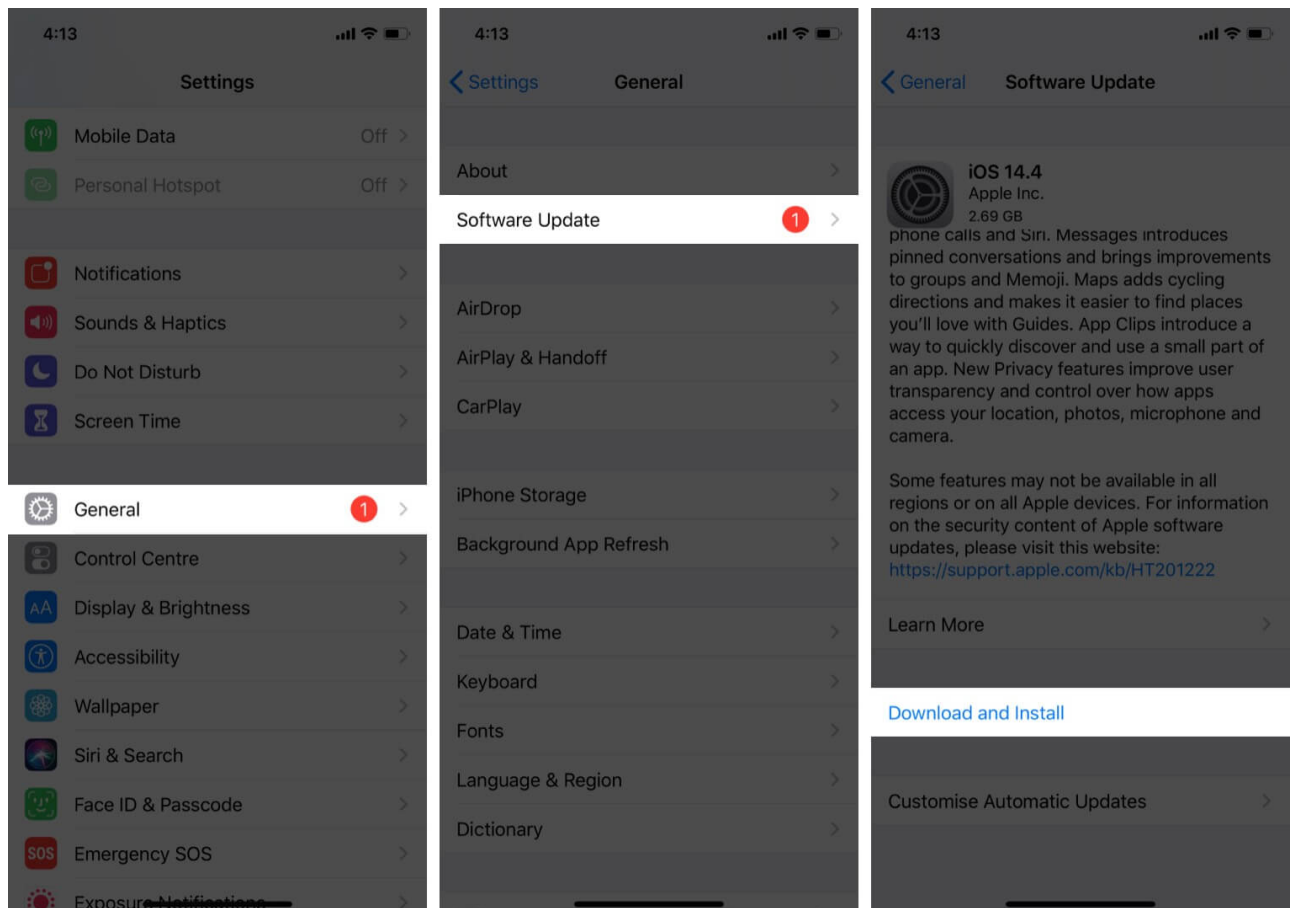 4:13
Settings
Mobile Data
Off
Personal Hotspot
Off
Notifications
Sounds & Haptics
Do Not Disturb
Screen Time
General
1
Control Centre
AA
Display & Brightness
Accessibility
Wallpaper
Siri & Search
Face ID & Passcode
SOS
Emergency SOS
Exposure Notifications
4:13
Settings
General
About
Software Update
1
AirDrop
AirPlay & Handoff
CarPlay
iPhone Storage
Background App Refresh
Date & Time
Keyboard
Fonts
Language & Region
Dictionary
4:13
General
Software Update
iOS 14.4
Apple Inc.
2.69 GB
phone calls and Siri. Messages introduces
pinned conversations and brings improvements
to groups and Memoji. Maps adds cycling
directions and makes it easier to find places
you'll love with Guides. App Clips introduce a
way to quickly discover and use a small part of
an app. New Privacy features improve user
transparency and control over how apps
access your location, photos, microphone and
camera.
Some features may not be available in all
regions or on all Apple devices. For information
on the security content of Apple software
updates, please visit this website:
https://support.apple.com/kb/HT201222
Learn More
Download and Install
Customise Automatic Updates